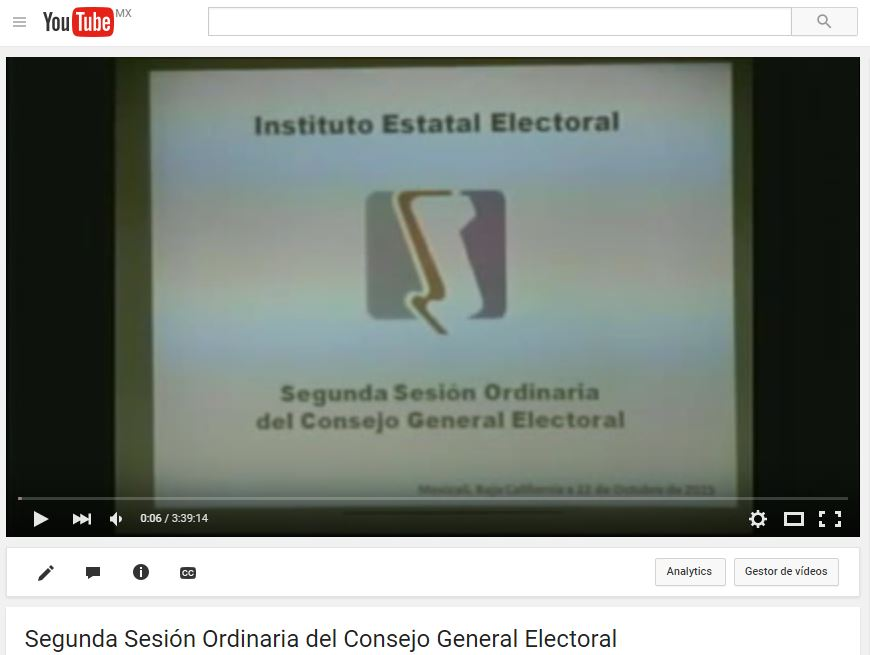 YouTube MX
Instituto Estatal Electoral
Segunda Sesión Ordinaria
del Consejo General Electoral
Mexicali, Baja California a 22 de Octubre de 2015
0:06 / 3:39:14
CC
Analytics
Gestor de vídeos
Segunda Sesión Ordinaria del Consejo General Electoral